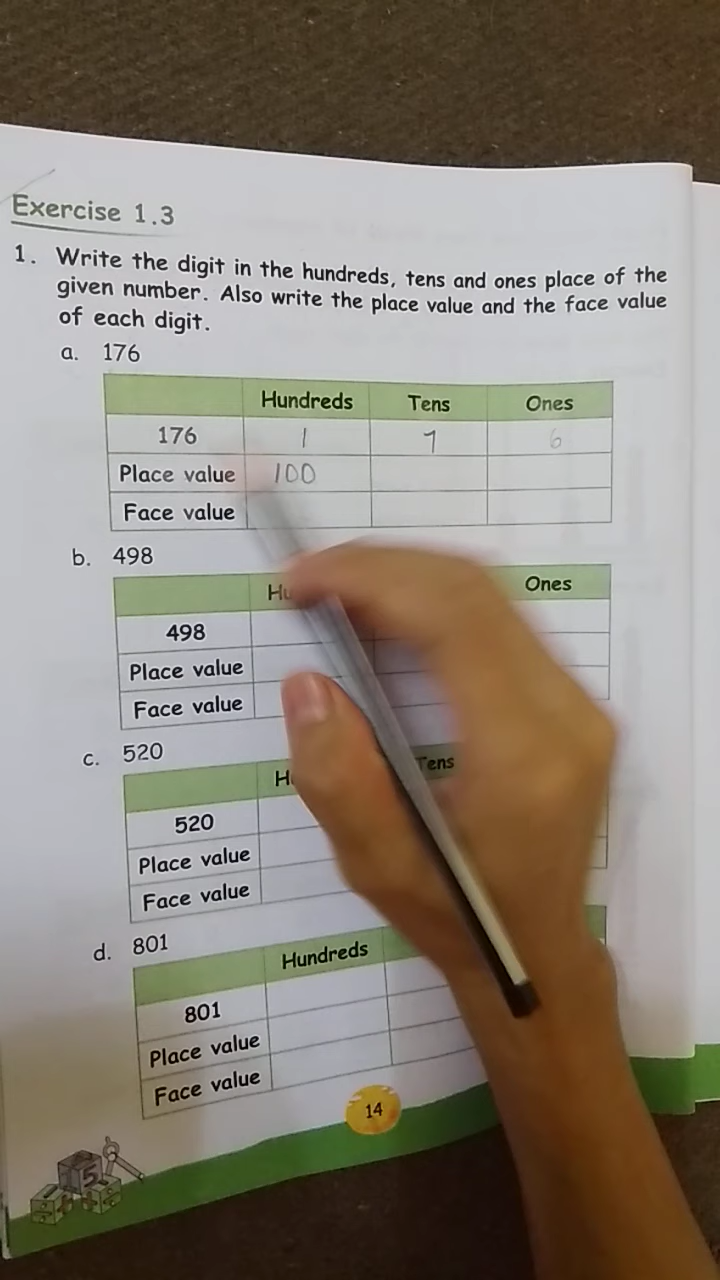 Exercise 1.3
1. Write the digit in the hundreds, tens and ones place of the
given number. Also write the place value and the face value
of each digit.
a. 176
Hundreds Tens Ones
176 1 7 6
Place value 100
Face value
b. 498
Ones
498
Place value
Face value
c. 520
Tens
520
Place value
Face value
d. 801
Hundreds
801
Place value
Face value
14
5